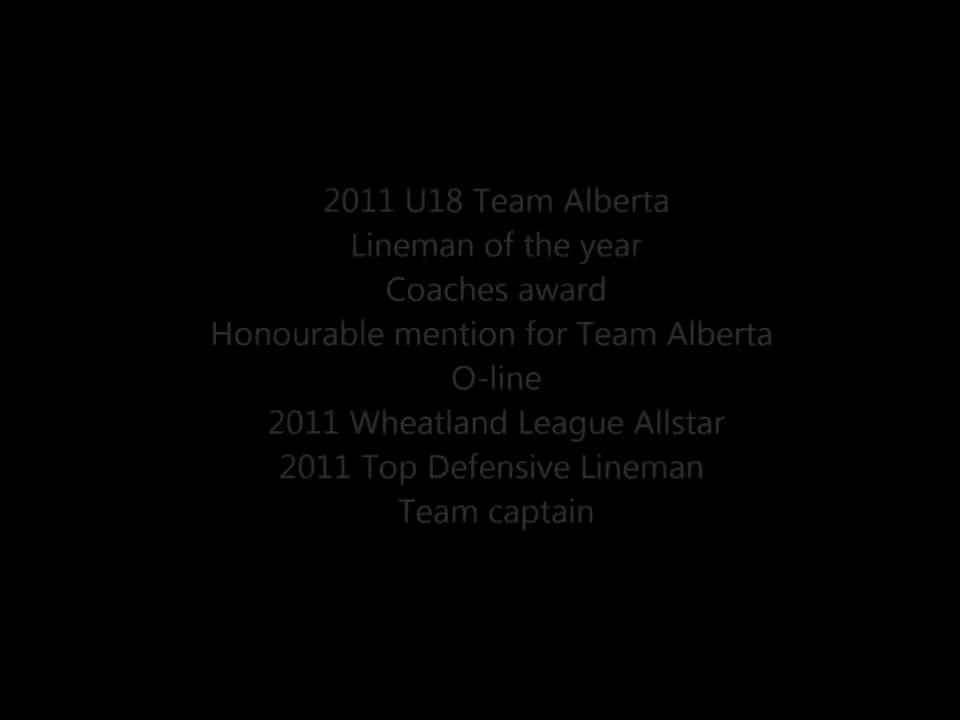 2011 U18 Team Alberta
Lineman of the year
Coaches award
Honourable mention for Team Alberta
O-line
2011 Wheatland League Allstar
2011 Top Defensive Lineman
Team captain